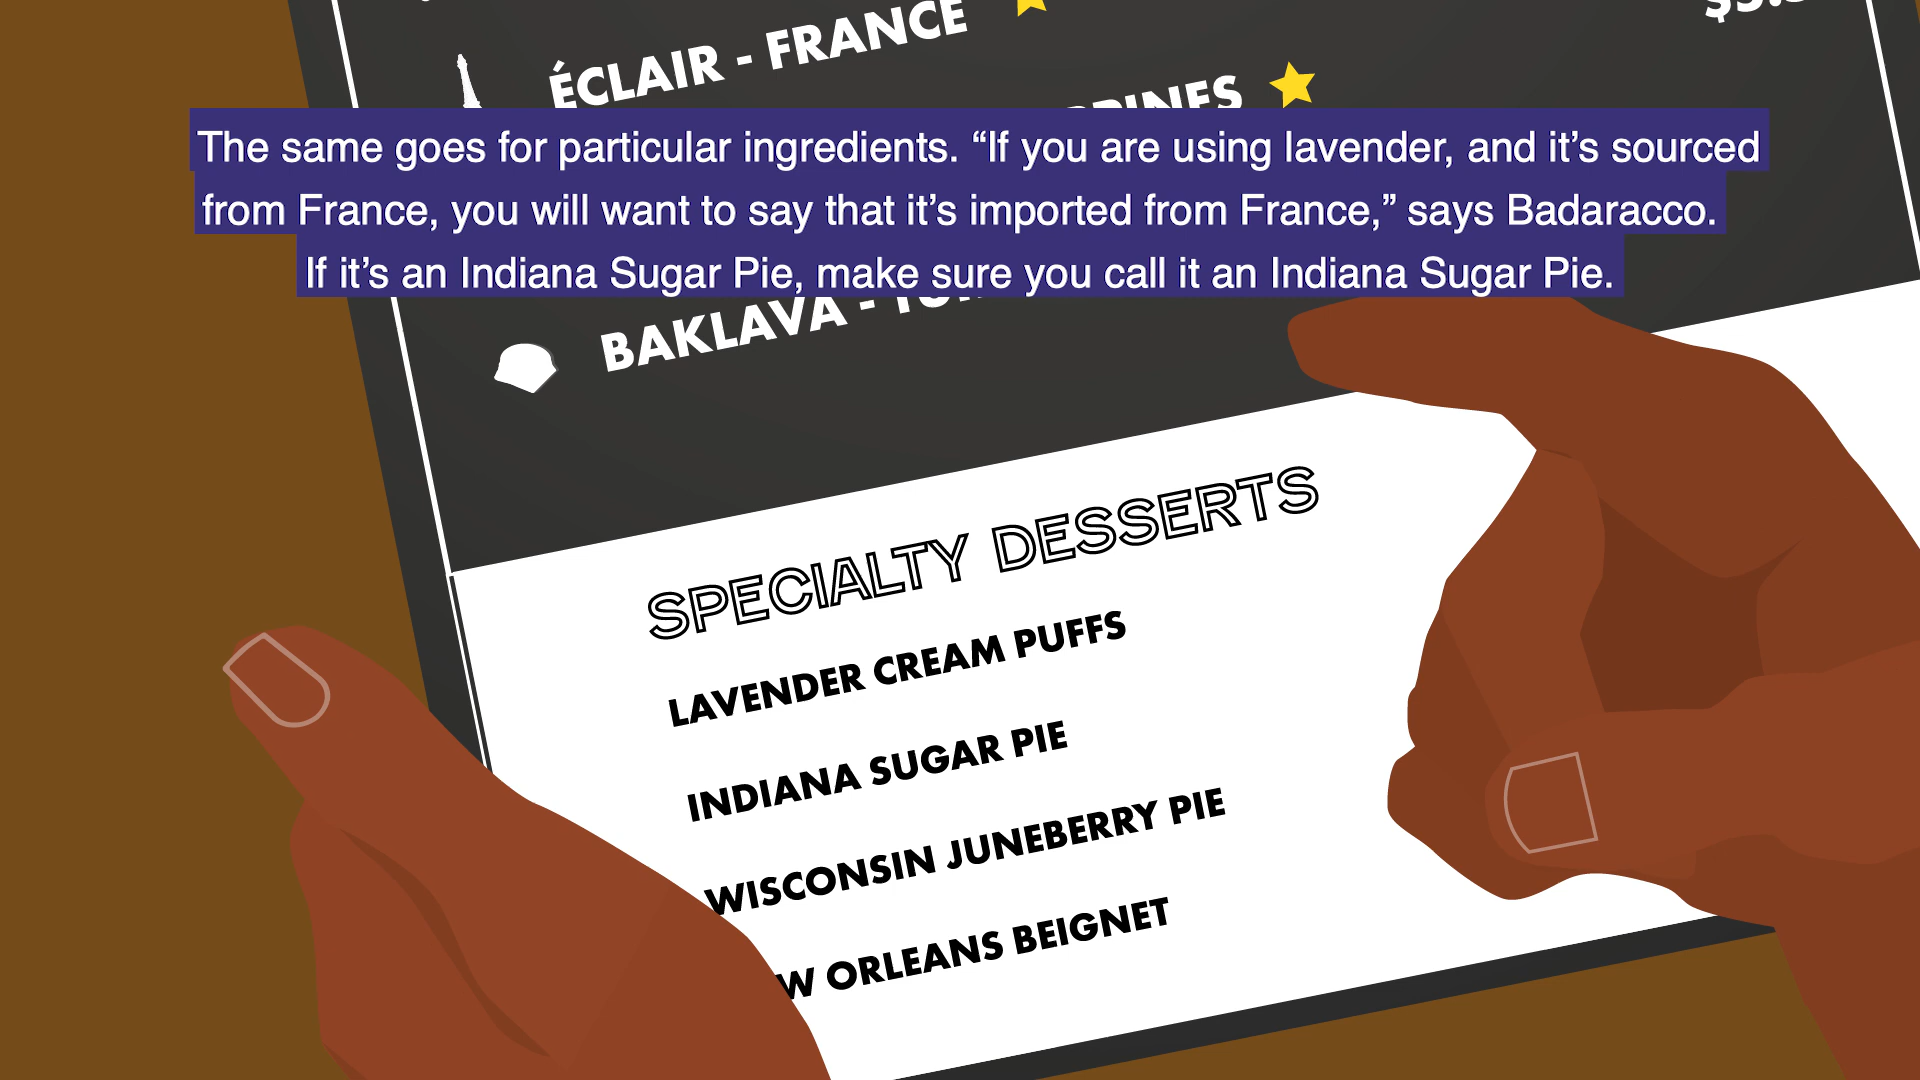 ÉCLAIR - FRANCE
The same goes for particular ingredients. “If you are using lavender, and it’s sourced
from France, you will want to say that it’s imported from France,” says Badaracco.
If it’s an Indiana Sugar Pie, make sure you call it an Indiana Sugar Pie.
BAKLAVA -
SPECIALTY DESSERTS
LAVENDER CREAM PUFFS
INDIANA SUGAR PIE
WISCONSIN JUNEBERRY PIE
ORLEANS BEIGNET